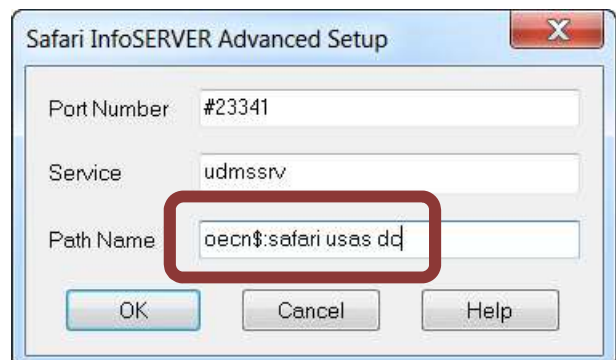 Safari InfoSERVER Advanced Setup
Port Number #23341
Service udmssrv
Path Name oecn$:safari usas dc
OK Cancel Help